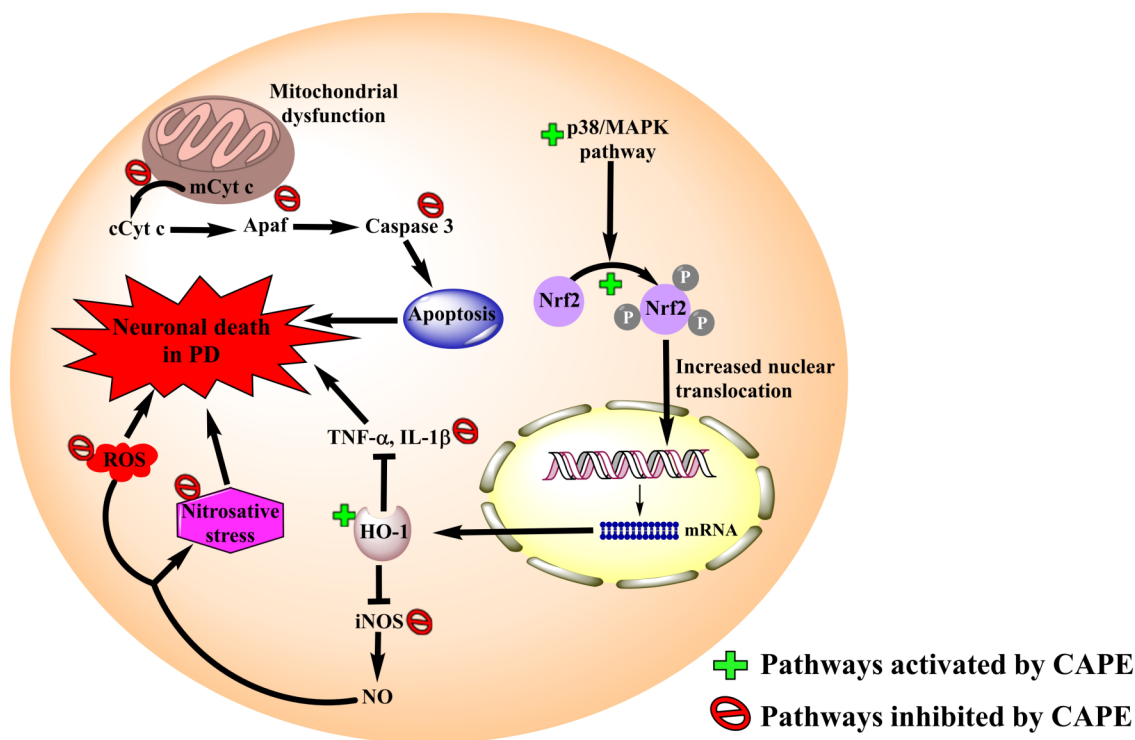 Mitochondrial
dysfunction
mCyt c
cCyt c
Apaf
Caspase 3
Apoptosis
Neuronal death
in PD
p38/MAPK
pathway
Nrf2
Nrf2
P
P
P
Increased nuclear
translocation
TNF-α, IL-1β
ROS
Nitrosative
stress
HO-1
mRNA
iNOS
NO
Pathways activated by CAPE
Pathways inhibited by CAPE